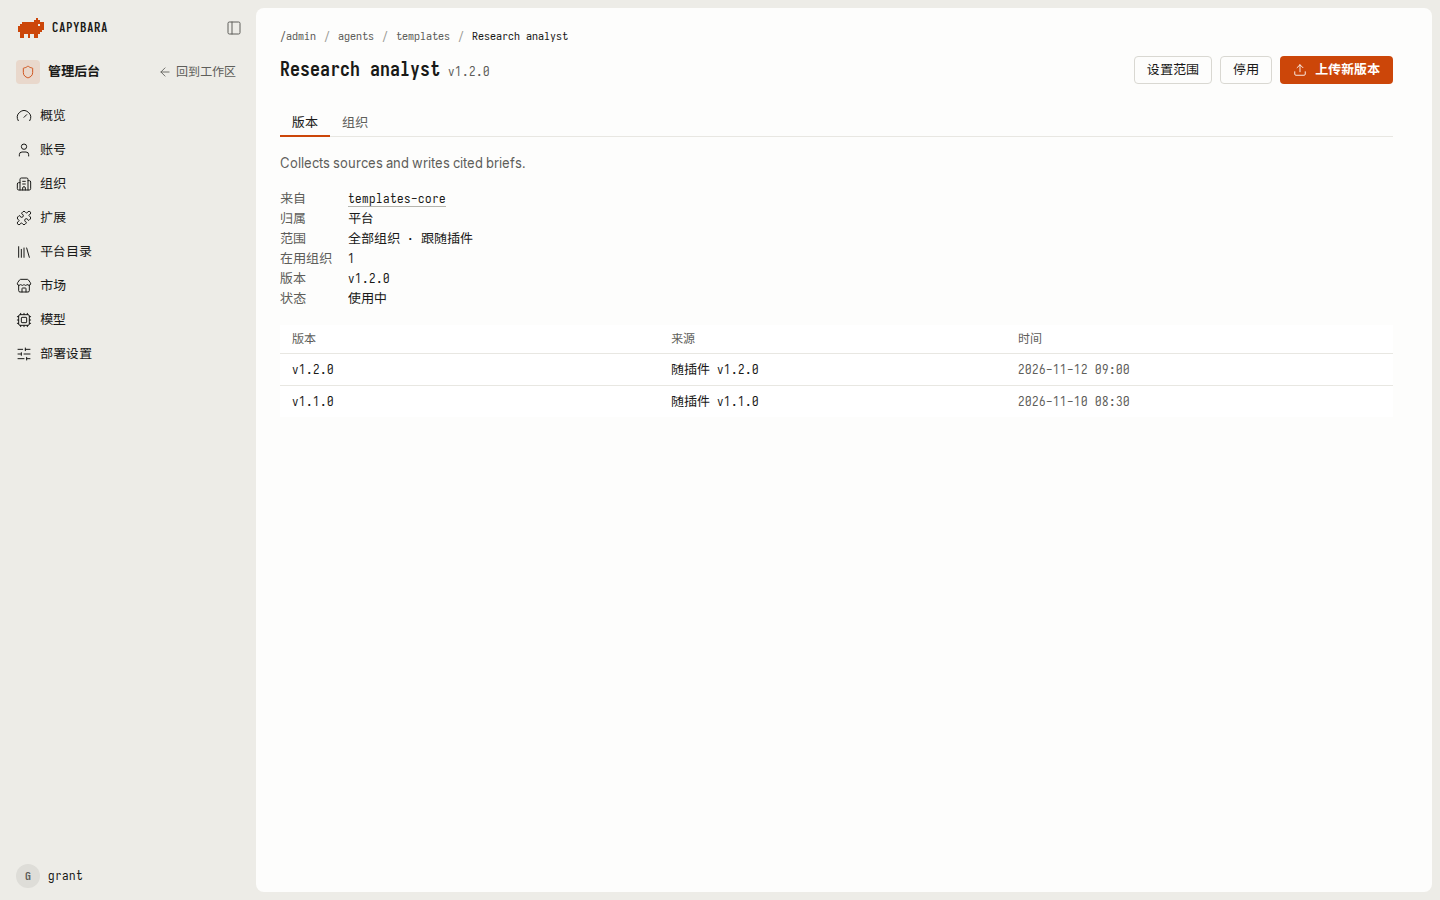 CAPYBARA
管理后台
回到工作区
概览
账号
组织
扩展
平台目录
市场
模型
部署设置
G grant
/admin / agents / templates / Research analyst
Research analyst v1.2.0
设置范围
停用
上传新版本
版本 组织
Collects sources and writes cited briefs.
来自 templates-core
归属 平台
范围 全部组织 · 跟随插件
在用组织 1
版本 v1.2.0
状态 使用中
版本 来源 时间
v1.2.0 随插件 v1.2.0 2026-11-12 09:00
v1.1.0 随插件 v1.1.0 2026-11-10 08:30